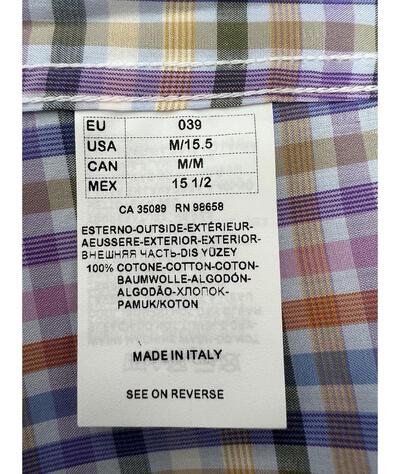 EU 039
USA M/15.5
CAN M/M
MEX 15 1/2
CA 35089 RN 98658
ESTERNO-OUTSIDE-EXTÉRIEUR-
AEUSSERE-EXTERIOR-EXTERIOR-
ВНЕШНЯЯ ЧАСТЬ-DIS YÜZEY
100% COTONE-COTTON-COTON-
BAUMWOLLE-ALGODÓN-
ALGODÃO-ХЛОПОК-
PAMUK/KOTON
MADE IN ITALY
SEE ON REVERSE